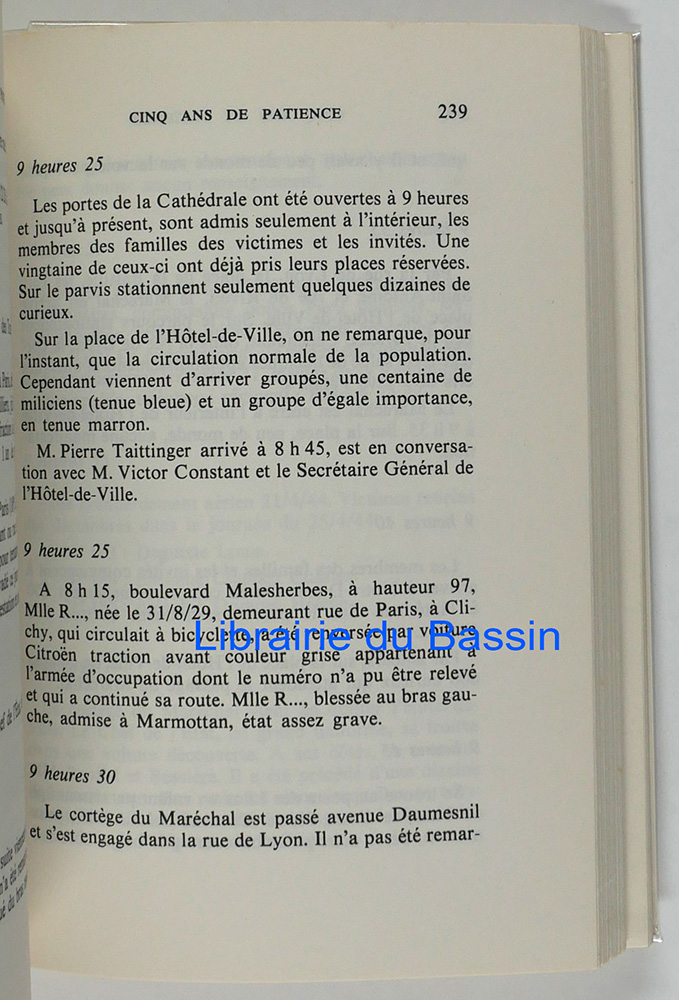 CINQ ANS DE PATIENCE 239
9 heures 25
Les portes de la Cathédrale ont été ouvertes à 9 heures
et jusqu'à présent, sont admis seulement à l'intérieur, les
membres des familles des victimes et les invités. Une
vingtaine de ceux-ci ont déjà pris leurs places réservées.
Sur le parvis stationnent seulement quelques dizaines de
curieux.
Sur la place de l'Hôtel-de-Ville, on ne remarque, pour
l'instant, que la circulation normale de la population.
Cependant viennent d'arriver groupés, une centaine de
miliciens (tenue bleue) et un groupe d'égale importance,
en tenue marron.
M. Pierre Taittinger arrivé à 8 h 45, est en conversa-
tion avec M. Victor Constant et le Secrétaire Général de
l'Hôtel-de-Ville.
9 heures 25
A 8 h 15, boulevard Malesherbes, à hauteur 97,
Mlle R..., née le 31/8/29, demeurant rue de Paris, à Cli-
chy, qui circulait à bicyclette, a été renversée par voiture
Librairie du Bassin
Citroën traction avant couleur grise appartenant à
l'armée d'occupation dont le numéro n'a pu être relevé
et qui a continué sa route. Mlle R..., blessée au bras gau-
che, admise à Marmottan, état assez grave.
9 heures 30
Le cortège du Maréchal est passé avenue Daumesnil
et s'est engagé dans la rue de Lyon. Il n'a pas été remar-